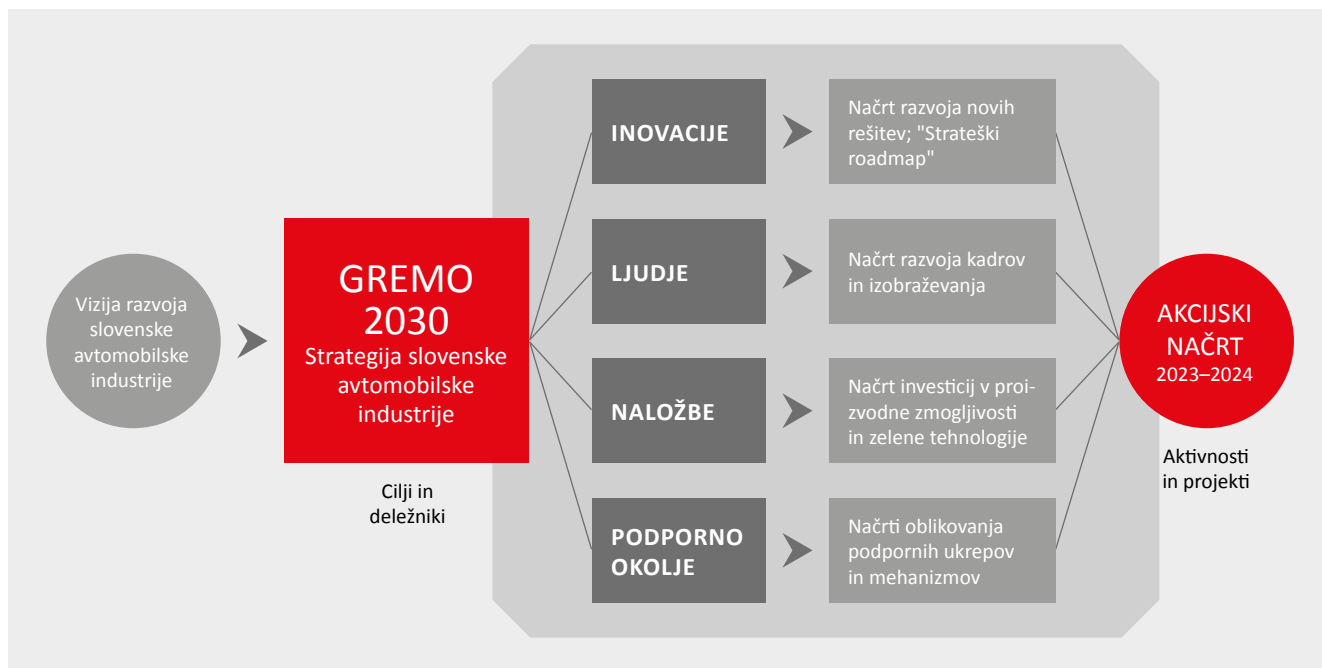 Vizija razvoja
slovenske
avtomobilske
industrije
GREMO
2030
Strategija slovenske
avtomobilske
industrije
Cilji in
deležniki
INOVACIJE
Načrt razvoja novih
rešitev; "Strateški
roadmap"
LJUDJE
Načrt razvoja kadrov
in izobraževanja
NALOŽBE
Načrt investicij v proi-
zvodne zmogljivosti
in zelene tehnologije
PODPORNO
OKOLJE
Načrti oblikovanja
podpornih ukrepov
in mehanizmov
AKCIJSKI
NAČRT
2023–2024
Aktivnosti
in projekti